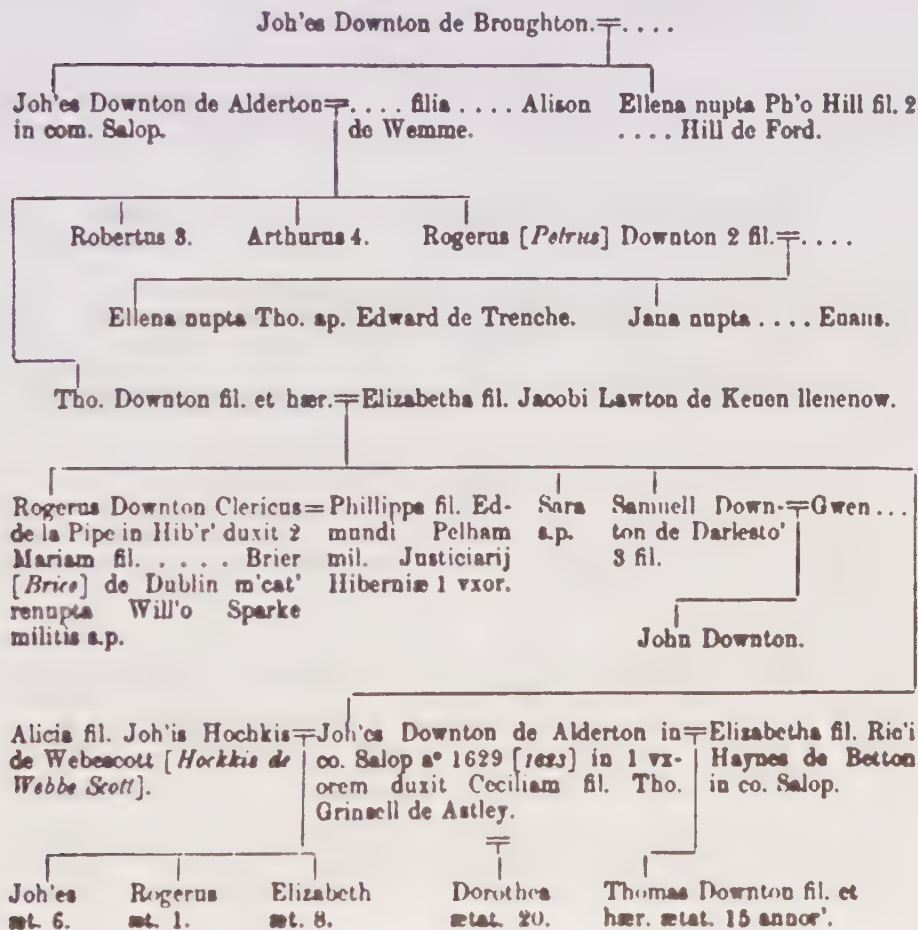 Joh'es Downton de Broughton.=. . . .
Joh'es Downton de Alderton=. . . . filia . . . . Alison
in com. Salop. de Wemme.
Ellena nupta Ph'o Hill fil. 2
. . . . Hill de Ford.
Robertus 3. Arthurus 4. Rogerus [Petrus] Downton 2 fil.=. . . .
Ellena nupta Tho. ap. Edward de Trenche. Jana nupta . . . . Euans.
Tho. Downton fil. et hær.=Elizabetha fil. Jacobi Lawton de Keuen llenenow.
Rogerus Downton Clericus=
de la Pipe in Hib'r' duxit 2
Mariam fil. . . . . Brier
[Brice] de Dublin m'cat'
renupta Will'o Sparke
militis s.p.
Phillippa fil. Ed-
mundi Pelham
mil. Justiciarij
Hiberniæ 1 vxor.
Sara
s.p.
Samuell Down-=Gwen . . .
ton de Darlesto'
3 fil.
John Downton.
Alicia fil. Joh'is Hochkis=
de Webescott [Hockkis de
Webbe Scott].
Joh'es Downton de Alderton in=
co. Salop aº 1629 [1623] in 1 vx-
orem duxit Ceciliam fil. Tho.
Grinsell de Astley.
Elizabetha fil. Ric'i
Haynes de Betton
in co. Salop.
Joh'es
æt. 6.
Rogerus
æt. 1.
Elizabeth
æt. 8.
Dorothea
ætat. 20.
Thomas Downton fil. et
hær. ætat. 15 annor'.